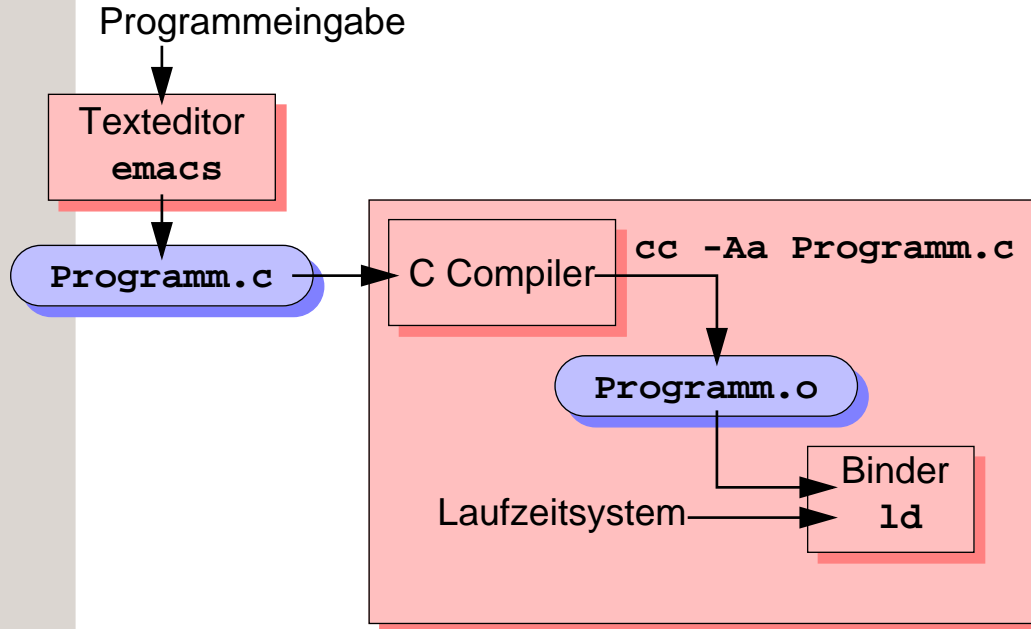 Programmeingabe
Texteditor
emacs
Programm.c
C Compiler
cc -Aa Programm.c
Programm.o
Binder
ld
Laufzeitsystem